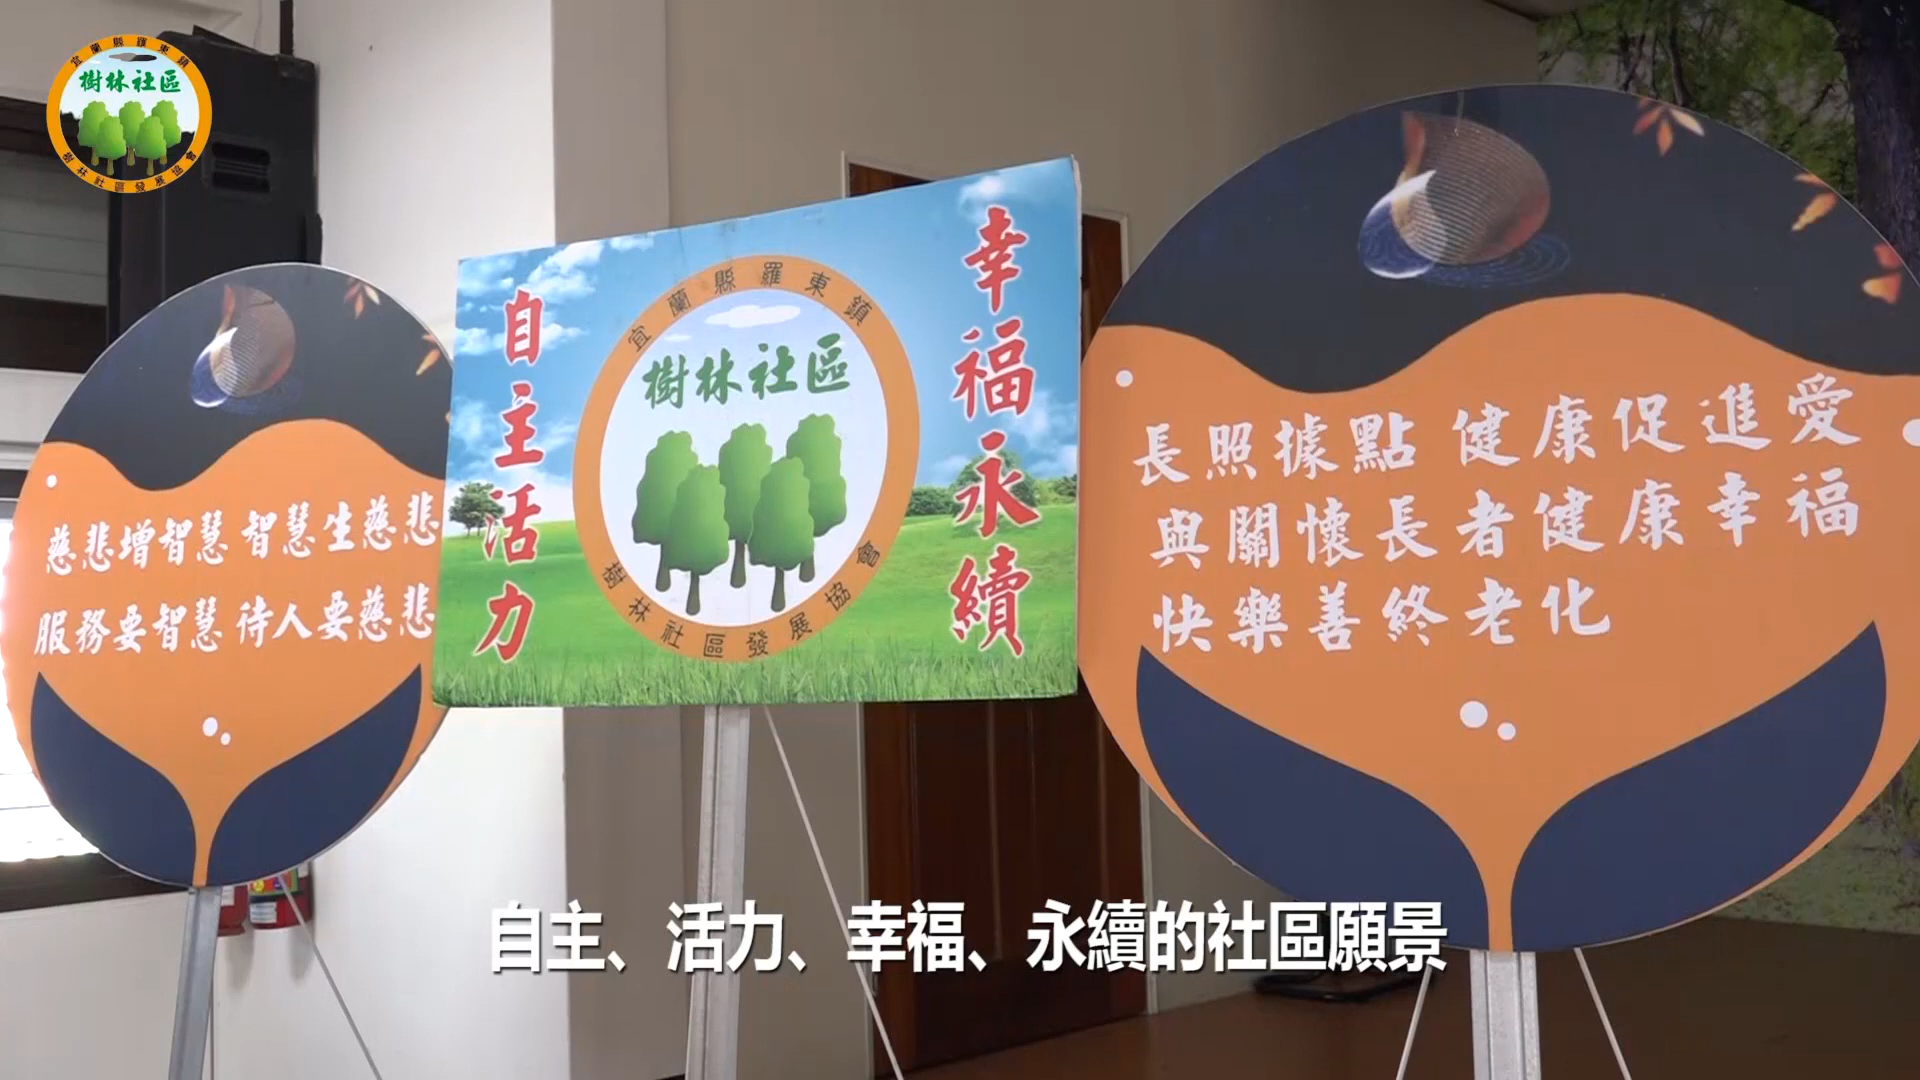 宜蘭縣羅東鎮
樹林社區
樹林社區發展協會
慈悲增智慧 智慧生慈悲
服務要智慧 待人要慈悲
自主活力
宜蘭縣羅東鎮
樹林社區
樹林社區發展協會
幸福永續
長照據點 健康促進愛
與關懷長者健康幸福
快樂善終老化
自主、活力、幸福、永續的社區願景